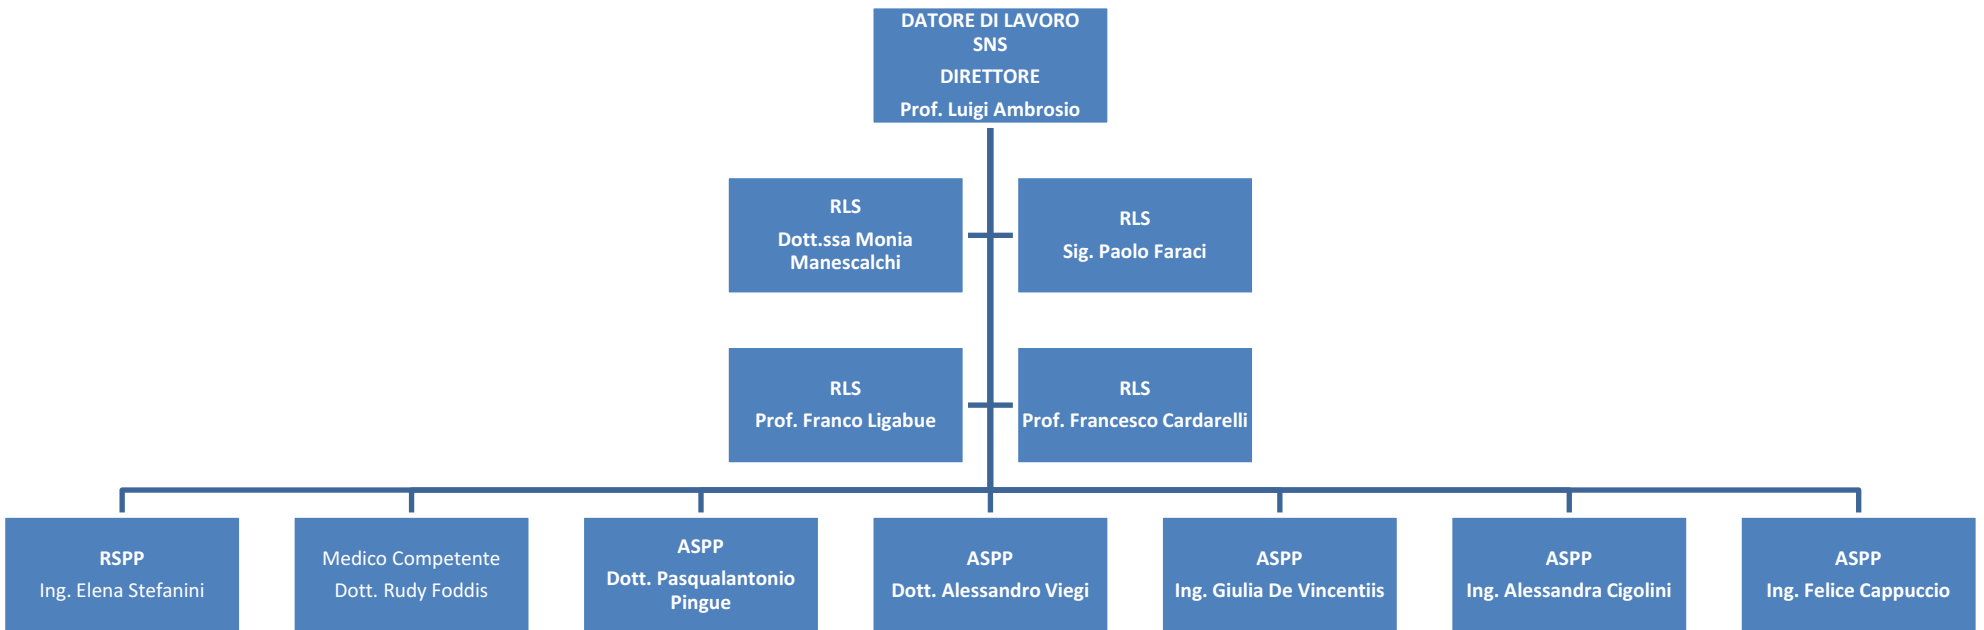 DATORE DI LAVORO
SNS
DIRETTORE
Prof. Luigi Ambrosio
RLS
Dott.ssa Monia
Manescalchi
RLS
Sig. Paolo Faraci
RLS
Prof. Franco Ligabue
RLS
Prof. Francesco Cardarelli
RSPP
Ing. Elena Stefanini
Medico Competente
Dott. Rudy Foddis
ASPP
Dott. Pasqualantonio
Pingue
ASPP
Dott. Alessandro Viegi
ASPP
Ing. Giulia De Vincentiis
ASPP
Ing. Alessandra Cigolini
ASPP
Ing. Felice Cappuccio